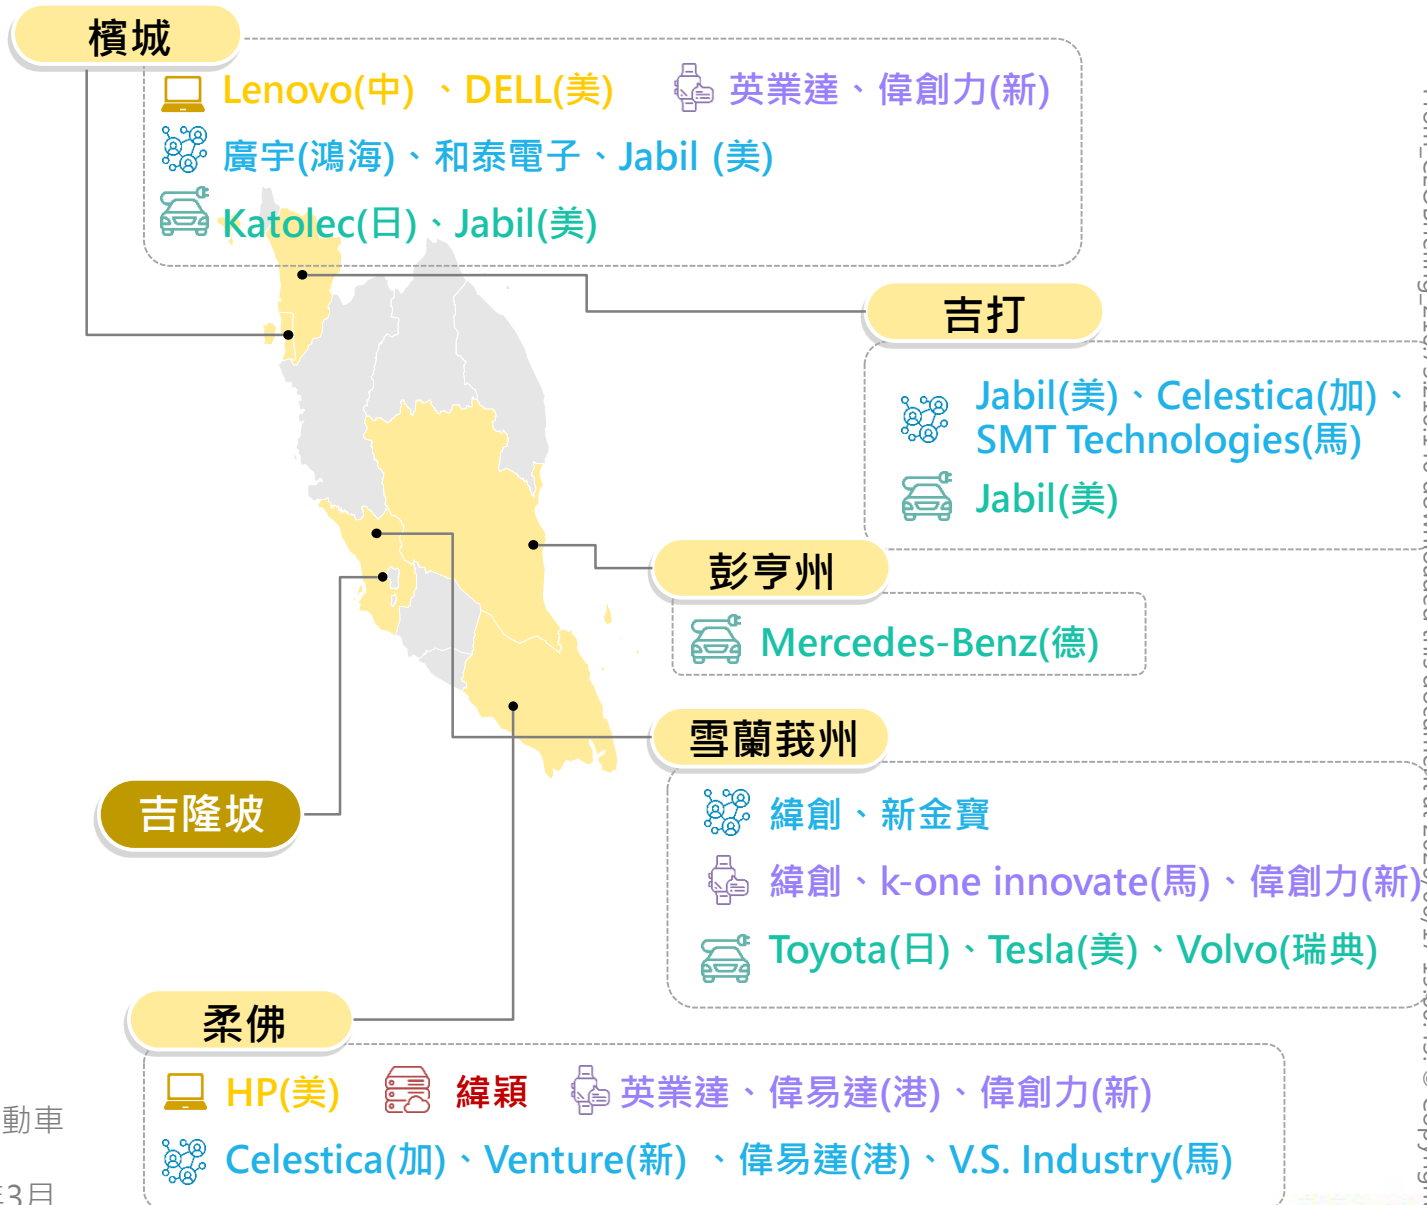 檳城
Lenovo(中) 、DELL(美)
英業達、偉創力(新)
廣宇(鴻海)、和泰電子、Jabil (美)
Katolec(日)、Jabil(美)
吉打
Jabil(美)、Celestica(加)、
SMT Technologies(馬)
Jabil(美)
彭亨州
Mercedes-Benz(德)
雪蘭莪州
緯創、新金寶
緯創、k-one innovate(馬)、偉創力(新)
Toyota(日)、Tesla(美)、Volvo(瑞典)
吉隆坡
柔佛
HP(美)
緯穎
英業達、偉易達(港)、偉創力(新)
Celestica(加)、Venture(新) 、偉易達(港)、V.S. Industry(馬)
動車
年3月